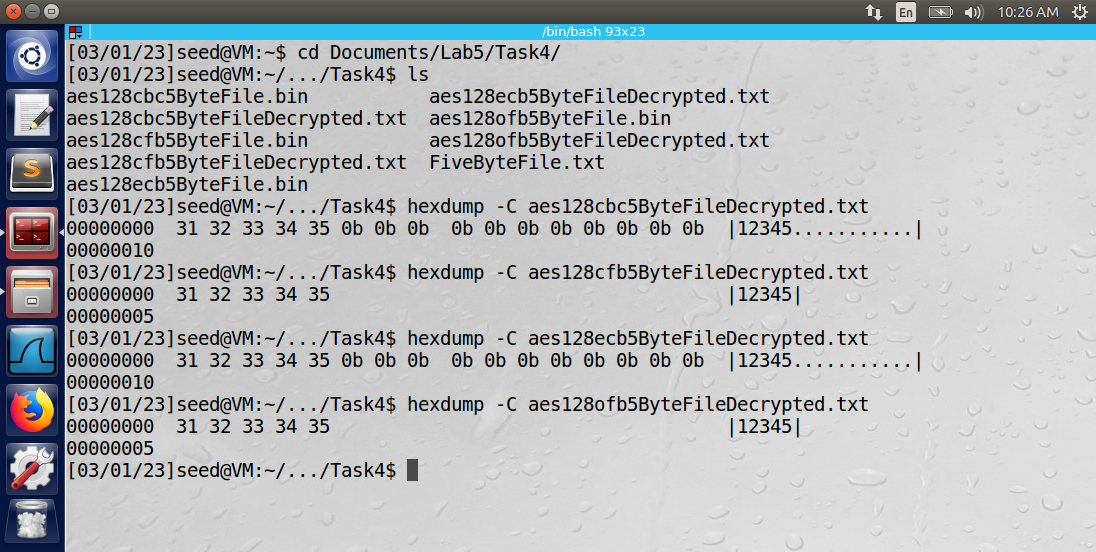 En 10:26 AM
/bin/bash 93x23
[03/01/23]seed@VM:~$ cd Documents/Lab5/Task4/
[03/01/23]seed@VM:~/.../Task4$ ls
aes128cbc5ByteFile.bin           aes128ecb5ByteFileDecrypted.txt
aes128cbc5ByteFileDecrypted.txt  aes128ofb5ByteFile.bin
aes128cfb5ByteFile.bin           aes128ofb5ByteFileDecrypted.txt
aes128cfb5ByteFileDecrypted.txt  FiveByteFile.txt
aes128ecb5ByteFile.bin
[03/01/23]seed@VM:~/.../Task4$ hexdump -C aes128cbc5ByteFileDecrypted.txt
00000000  31 32 33 34 35 0b 0b 0b  0b 0b 0b 0b 0b 0b 0b 0b  |12345...........|
00000010
[03/01/23]seed@VM:~/.../Task4$ hexdump -C aes128cfb5ByteFileDecrypted.txt
00000000  31 32 33 34 35                                    |12345|
00000005
[03/01/23]seed@VM:~/.../Task4$ hexdump -C aes128ecb5ByteFileDecrypted.txt
00000000  31 32 33 34 35 0b 0b 0b  0b 0b 0b 0b 0b 0b 0b 0b  |12345...........|
00000010
[03/01/23]seed@VM:~/.../Task4$ hexdump -C aes128ofb5ByteFileDecrypted.txt
00000000  31 32 33 34 35                                    |12345|
00000005
[03/01/23]seed@VM:~/.../Task4$